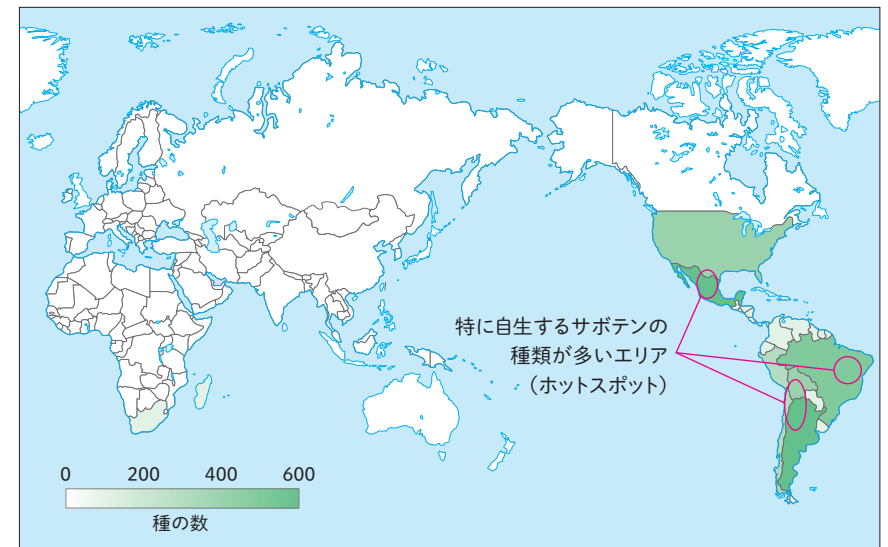 特に自生するサボテンの
種類が多いエリア
（ホットスポット）
0 200 400 600
種の数